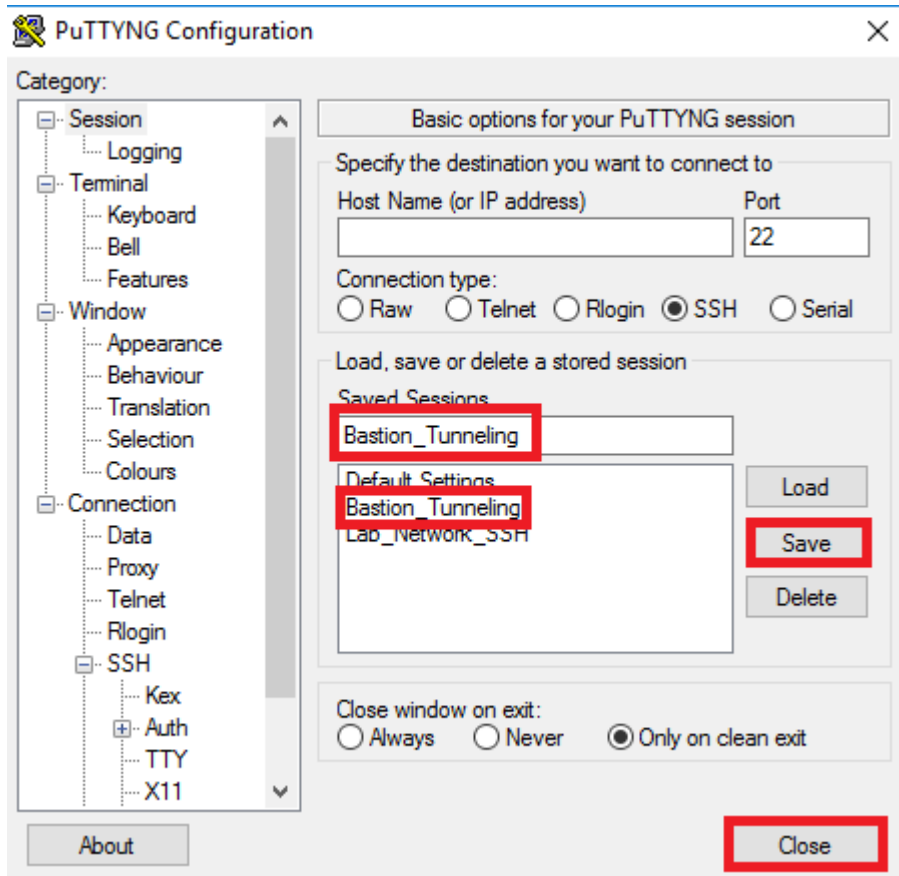 PuTTYNG Configuration
Category:
Session
Logging
Terminal
Keyboard
Bell
Features
Window
Appearance
Behaviour
Translation
Selection
Colours
Connection
Data
Proxy
Telnet
Rlogin
SSH
Kex
Auth
TTY
X11
Basic options for your PuTTYNG session
Specify the destination you want to connect to
Host Name (or IP address) Port
22
Connection type:
Raw Telnet Rlogin SSH Serial
Load, save or delete a stored session
Saved Sessions
Bastion_Tunneling
Default Settings
Bastion_Tunneling
Lab_Network_SSH
Load
Save
Delete
Close window on exit:
Always Never Only on clean exit
About Close